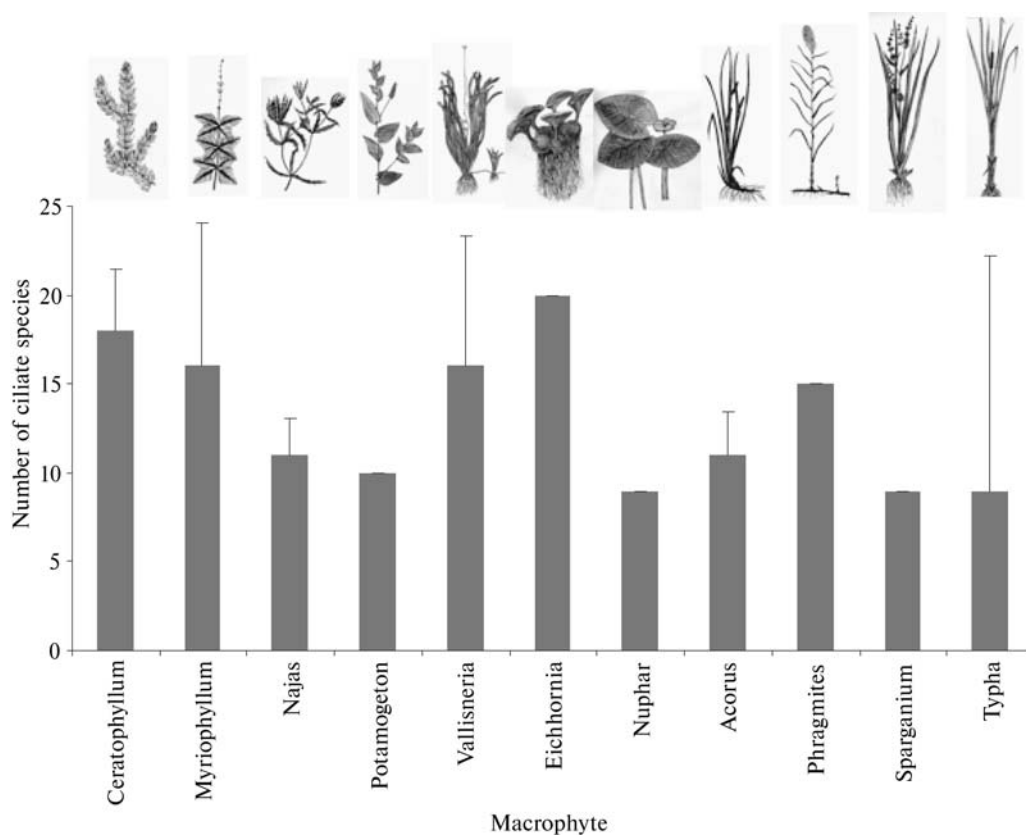 25
20
15
10
5
0
Number of ciliate species
Ceratophyllum
Myriophyllum
Najas
Potamogeton
Vallisneria
Eichhornia
Nuphar
Acorus
Phragmites
Sparganium
Typha
Macrophyte